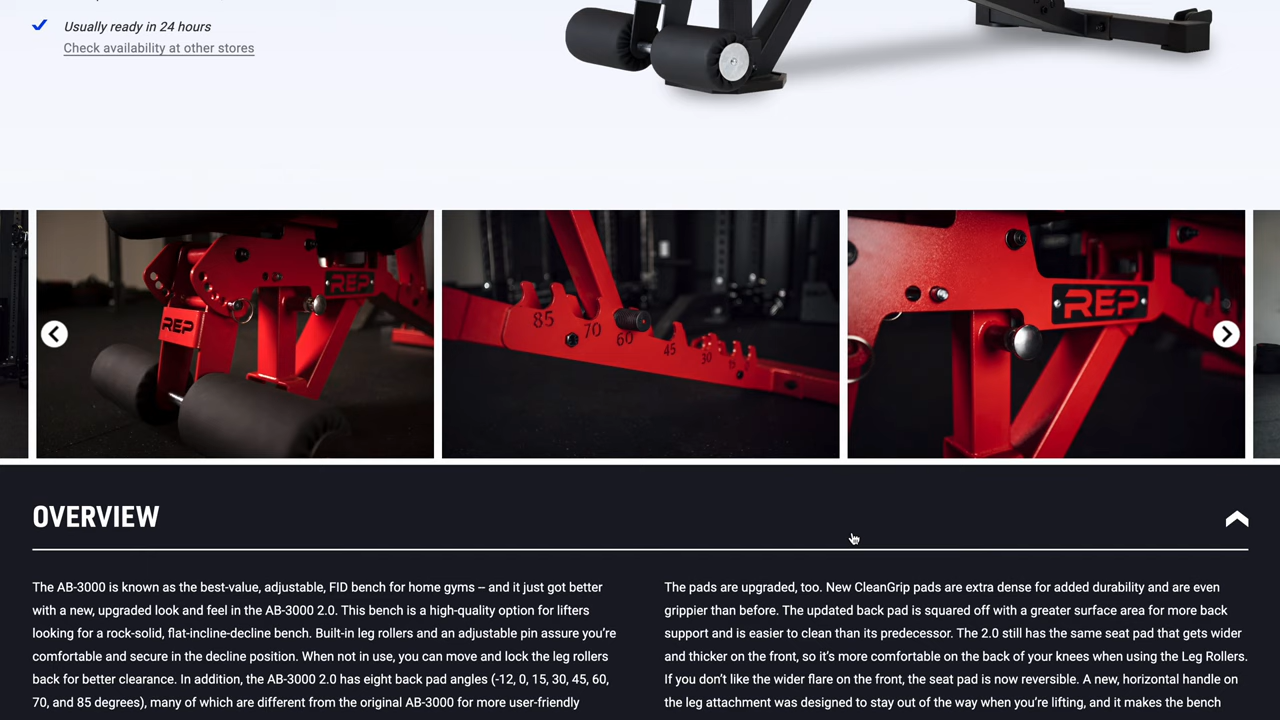 Usually ready in 24 hours
Check availability at other stores
REP
REP
85
70
60
45
30
REP
OVERVIEW
The AB-3000 is known as the best-value, adjustable, FID bench for home gyms – and it just got better
with a new, upgraded look and feel in the AB-3000 2.0. This bench is a high-quality option for lifters
looking for a rock-solid, flat-incline-decline bench. Built-in leg rollers and an adjustable pin assure you’re
comfortable and secure in the decline position. When not in use, you can move and lock the leg rollers
back for better clearance. In addition, the AB-3000 2.0 has eight back pad angles (-12, 0, 15, 30, 45, 60,
70, and 85 degrees), many of which are different from the original AB-3000 for more user-friendly
The pads are upgraded, too. New CleanGrip pads are extra dense for added durability and are even
grippier than before. The updated back pad is squared off with a greater surface area for more back
support and is easier to clean than its predecessor. The 2.0 still has the same seat pad that gets wider
and thicker on the front, so it’s more comfortable on the back of your knees when using the Leg Rollers.
If you don’t like the wider flare on the front, the seat pad is now reversible. A new, horizontal handle on
the leg attachment was designed to stay out of the way when you’re lifting, and it makes the bench